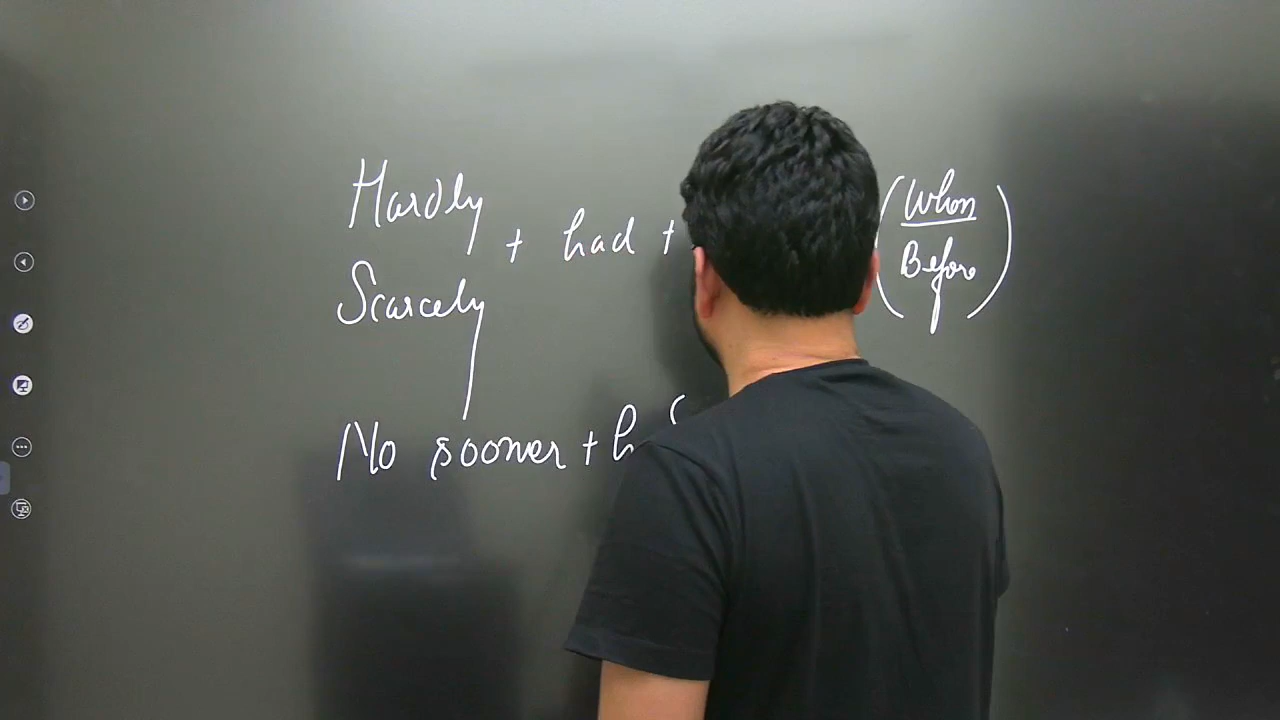 Hardly
+ had + (When
Scarcely Before)
No sooner + h